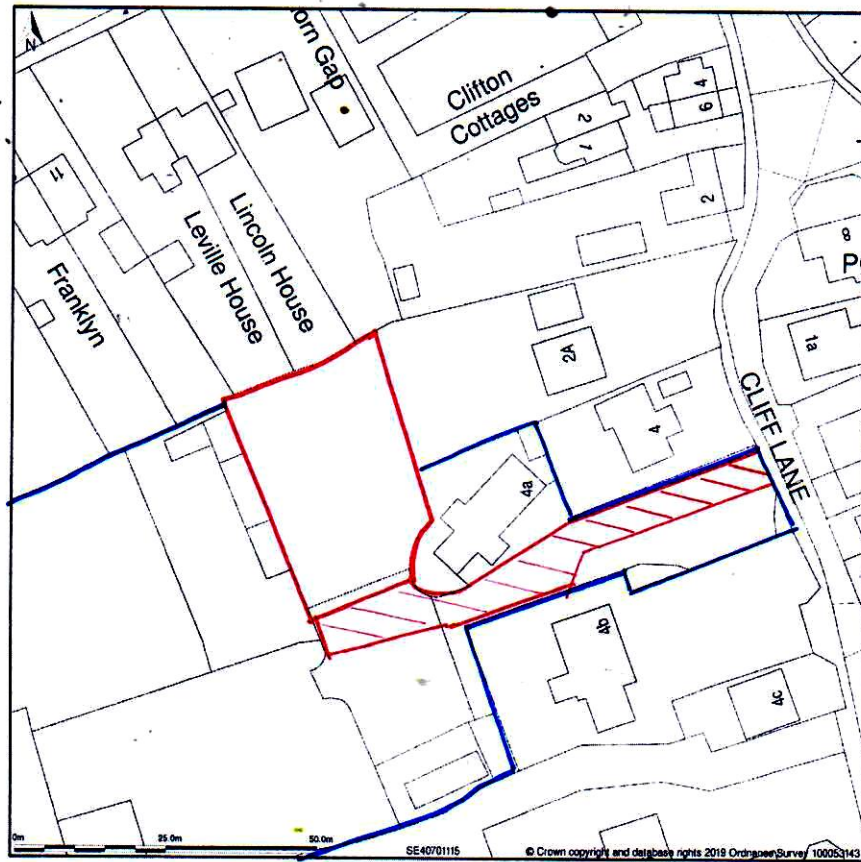 N
orn Gap
Clifton
Cottages
4
6
2
1
2
8
11
Lincoln House
Leville House
Franklyn
2A
1a
CLIFF LANE
4
4a
4b
4c
0m
25.0m
50.0m
SE40701115
© Crown copyright and database rights 2019 Ordnance Survey 100053143